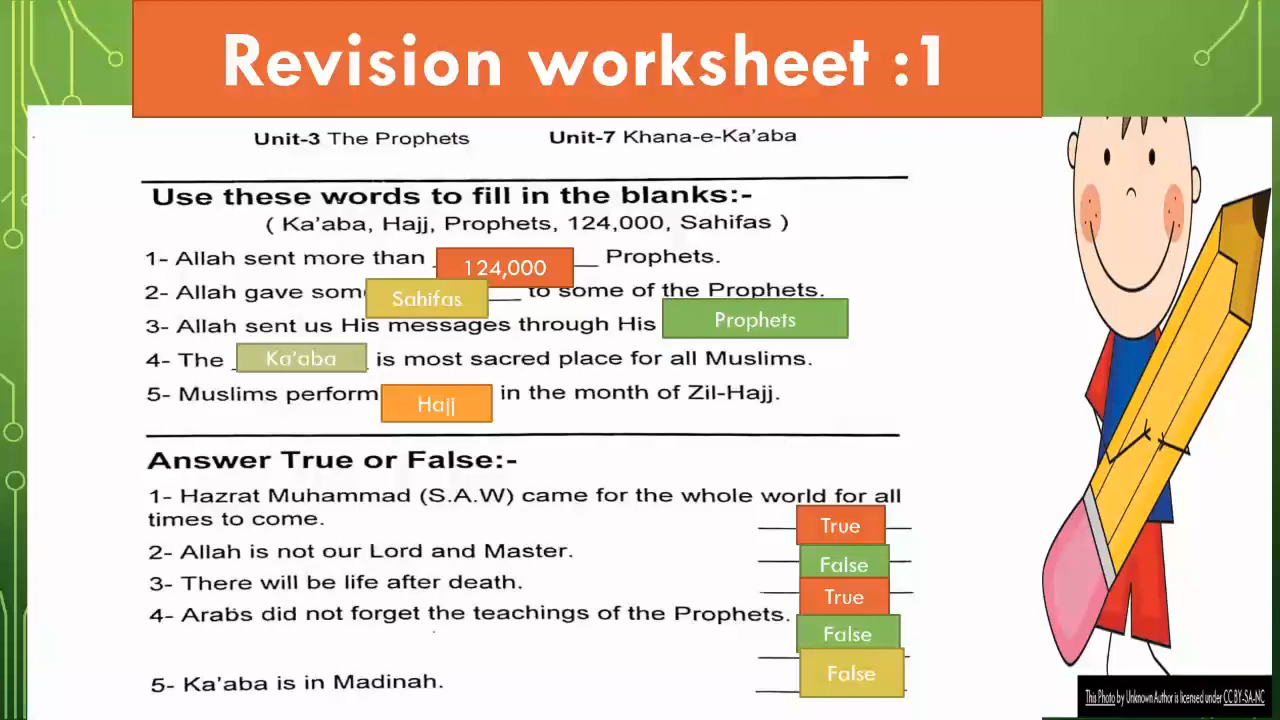 Revision worksheet :1
Unit-3 The Prophets Unit-7 Khana-e-Ka'aba
Use these words to fill in the blanks:-
( Ka'aba, Hajj, Prophets, 124,000, Sahifas )
1- Allah sent more than 124,000 __ Prophets.
2- Allah gave som Sahifas __ to some of the Prophets.
3- Allah sent us His messages through His Prophets
4- The Ka'aba is most sacred place for all Muslims.
5- Muslims perform Hajj in the month of Zil-Hajj.
Answer True or False:-
1- Hazrat Muhammad (S.A.W) came for the whole world for all
times to come. True
2- Allah is not our Lord and Master. False
3- There will be life after death. True
4- Arabs did not forget the teachings of the Prophets. False
5- Ka'aba is in Madinah. False
This Photo by Unknown Author is licensed under CC BY-SA-NC